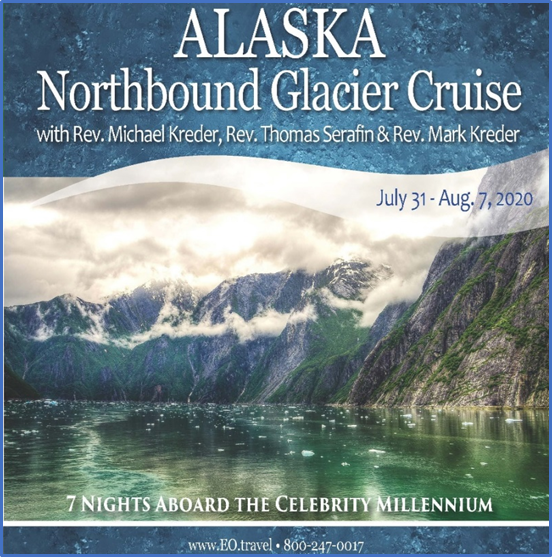 ALASKA
Northbound Glacier Cruise
with Rev. Michael Kreder, Rev. Thomas Serafin & Rev. Mark Kreder
July 31 - Aug. 7, 2020
7 NIGHTS ABOARD THE CELEBRITY MILLENNIUM
www.EO.travel • 800-247-0017